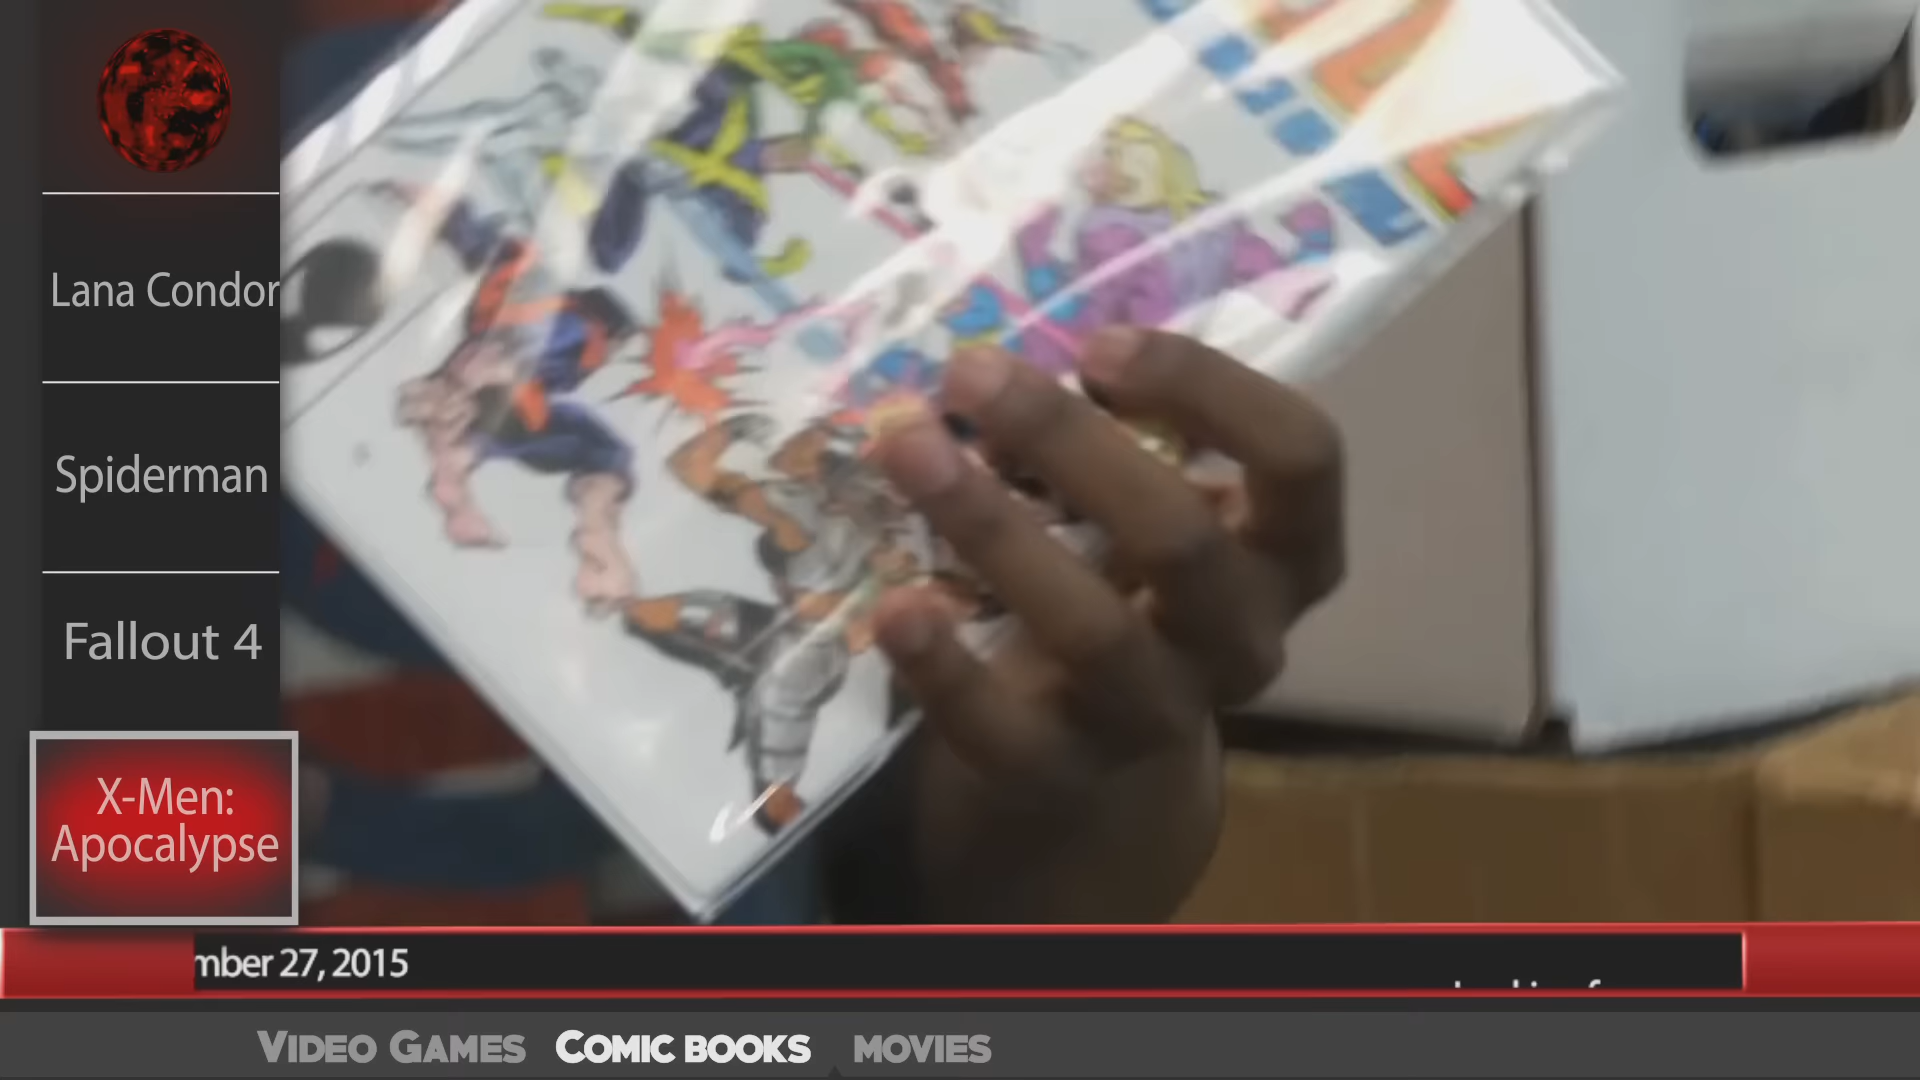 Lana Condor
Spiderman
Fallout 4
X-Men:
Apocalypse
mber 27, 2015
VIDEO GAMES
COMIC BOOKS
MOVIES